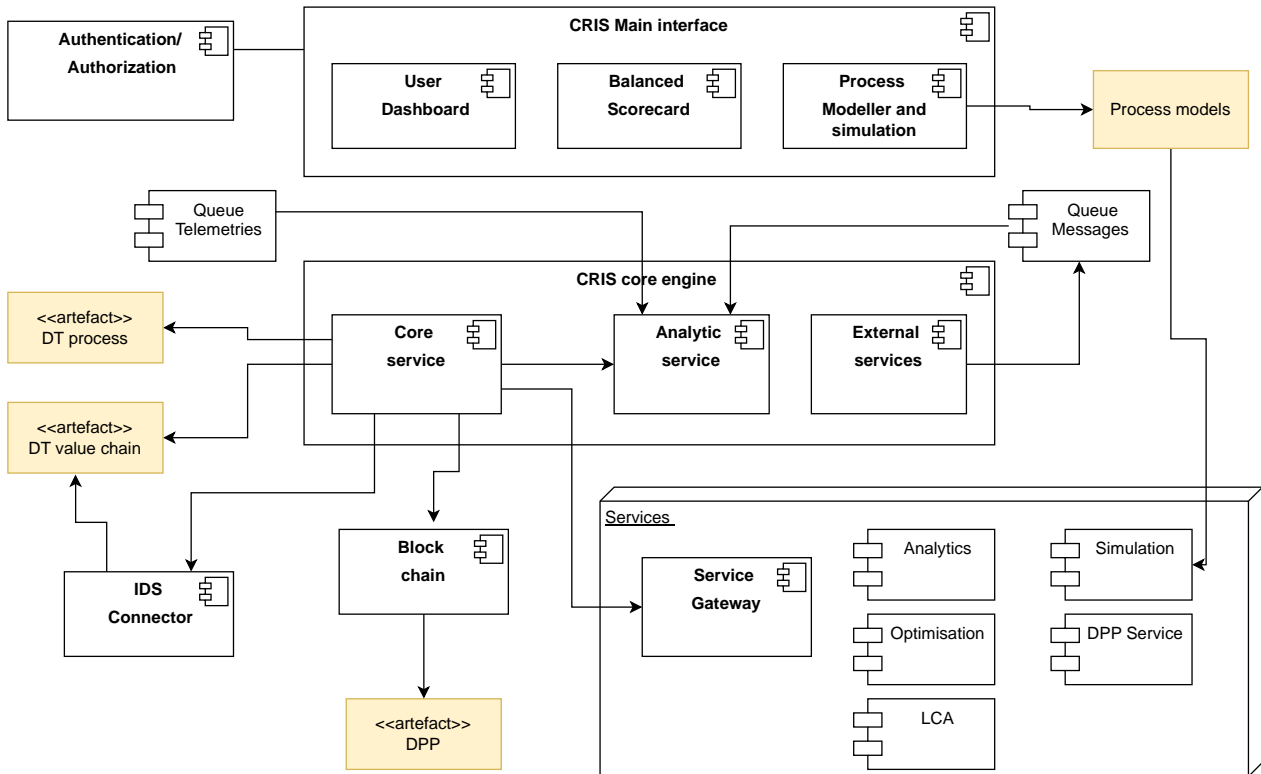 Authentication/
Authorization
CRIS Main interface
User
Dashboard
Balanced
Scorecard
Process
Modeller and
simulation
Process models
Queue
Telemetries
Queue
Messages
CRIS core engine
<<artefact>>
DT process
Core
service
Analytic
service
External
services
<<artefact>>
DT value chain
Services
Block
chain
IDS
Connector
Service
Gateway
Analytics
Simulation
Optimisation
DPP Service
LCA
<<artefact>>
DPP